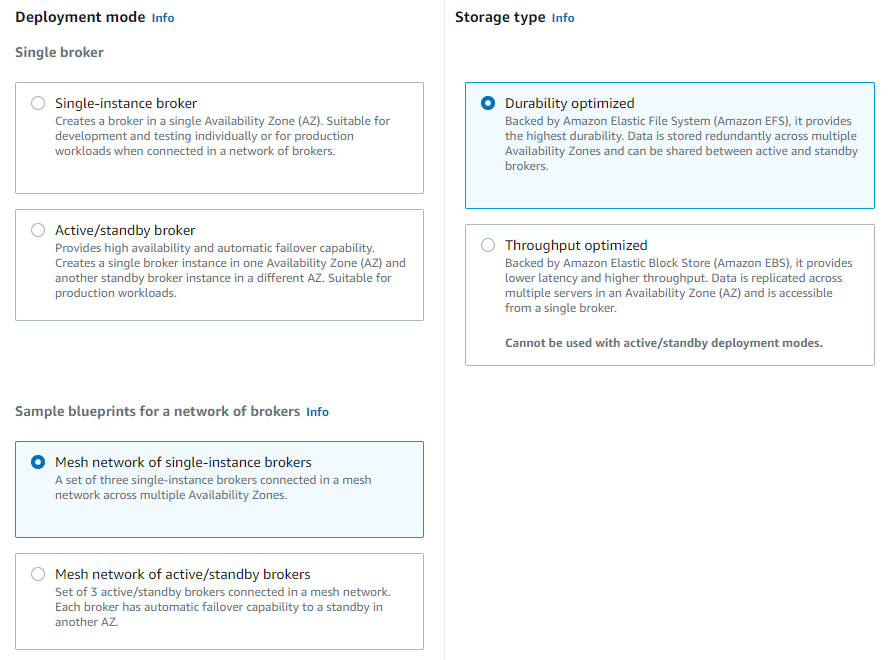 Deployment mode Info
Single broker
Single-instance broker
Creates a broker in a single Availability Zone (AZ). Suitable for
development and testing individually or for production
workloads when connected in a network of brokers.
Active/standby broker
Provides high availability and automatic failover capability.
Creates a single broker instance in one Availability Zone (AZ) and
another standby broker instance in a different AZ. Suitable for
production workloads.
Sample blueprints for a network of brokers Info
Mesh network of single-instance brokers
A set of three single-instance brokers connected in a mesh
network across multiple Availability Zones.
Mesh network of active/standby brokers
Set of 3 active/standby brokers connected in a mesh network.
Each broker has automatic failover capability to a standby in
another AZ.
Storage type Info
Durability optimized
Backed by Amazon Elastic File System (Amazon EFS), it provides
the highest durability. Data is stored redundantly across multiple
Availability Zones and can be shared between active and standby
brokers.
Throughput optimized
Backed by Amazon Elastic Block Store (Amazon EBS), it provides
lower latency and higher throughput. Data is replicated across
multiple servers in an Availability Zone (AZ) and is accessible
from a single broker.
Cannot be used with active/standby deployment modes.